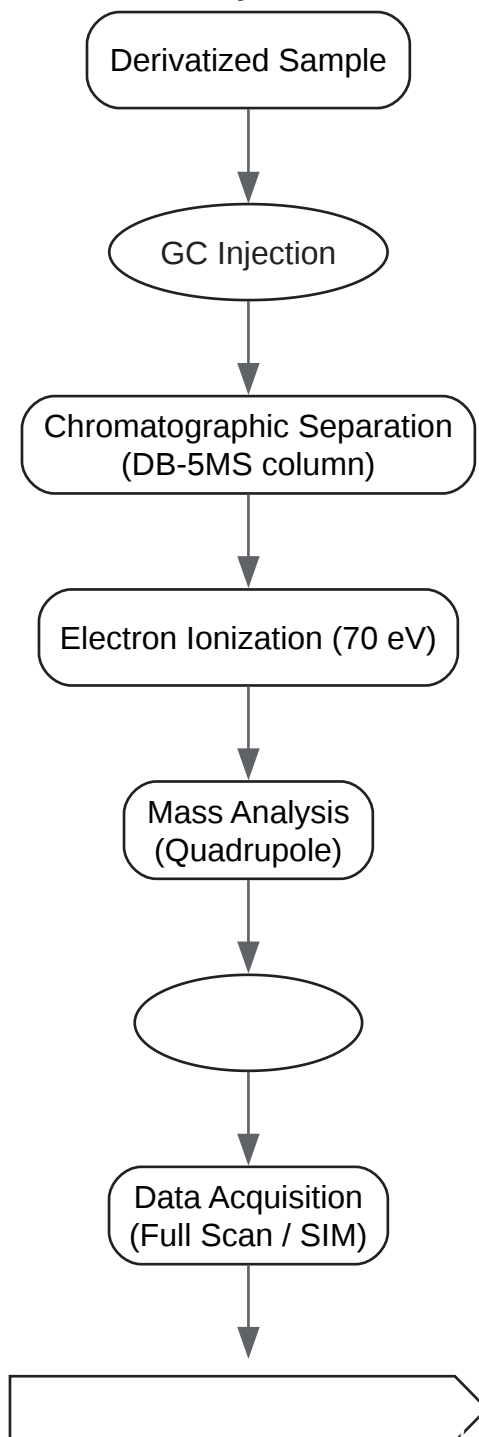 Derivatized Sample
GC Injection
Chromatographic Separation
(DB-5MS column)
Electron Ionization (70 eV)
Mass Analysis
(Quadrupole)
Data Acquisition
(Full Scan / SIM)